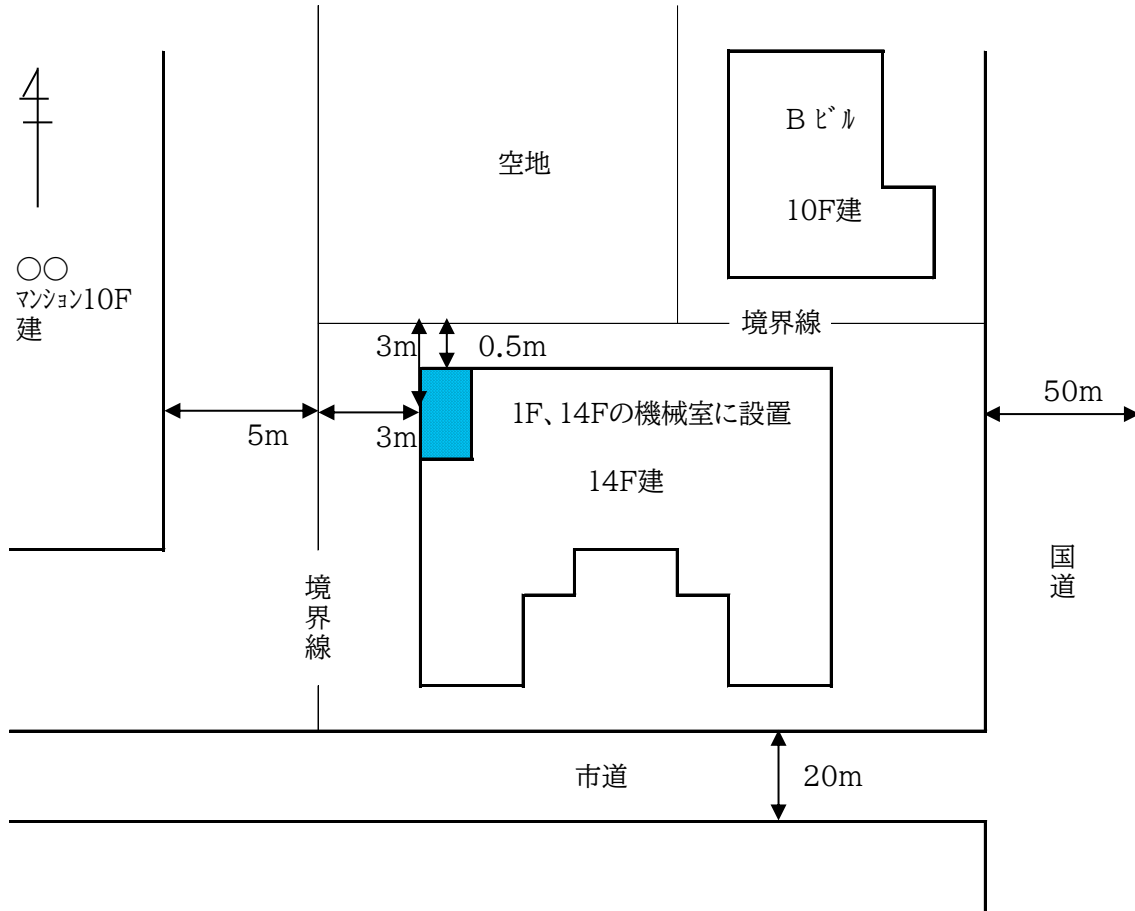 Bﾋﾞﾙ
10F建
空地
○○
ﾏﾝｼｮﾝ10F
建
境界線
3m
0.5m
50m
5m
3m
1F、14Fの機械室に設置
14F建
国道
境界線
市道
20m